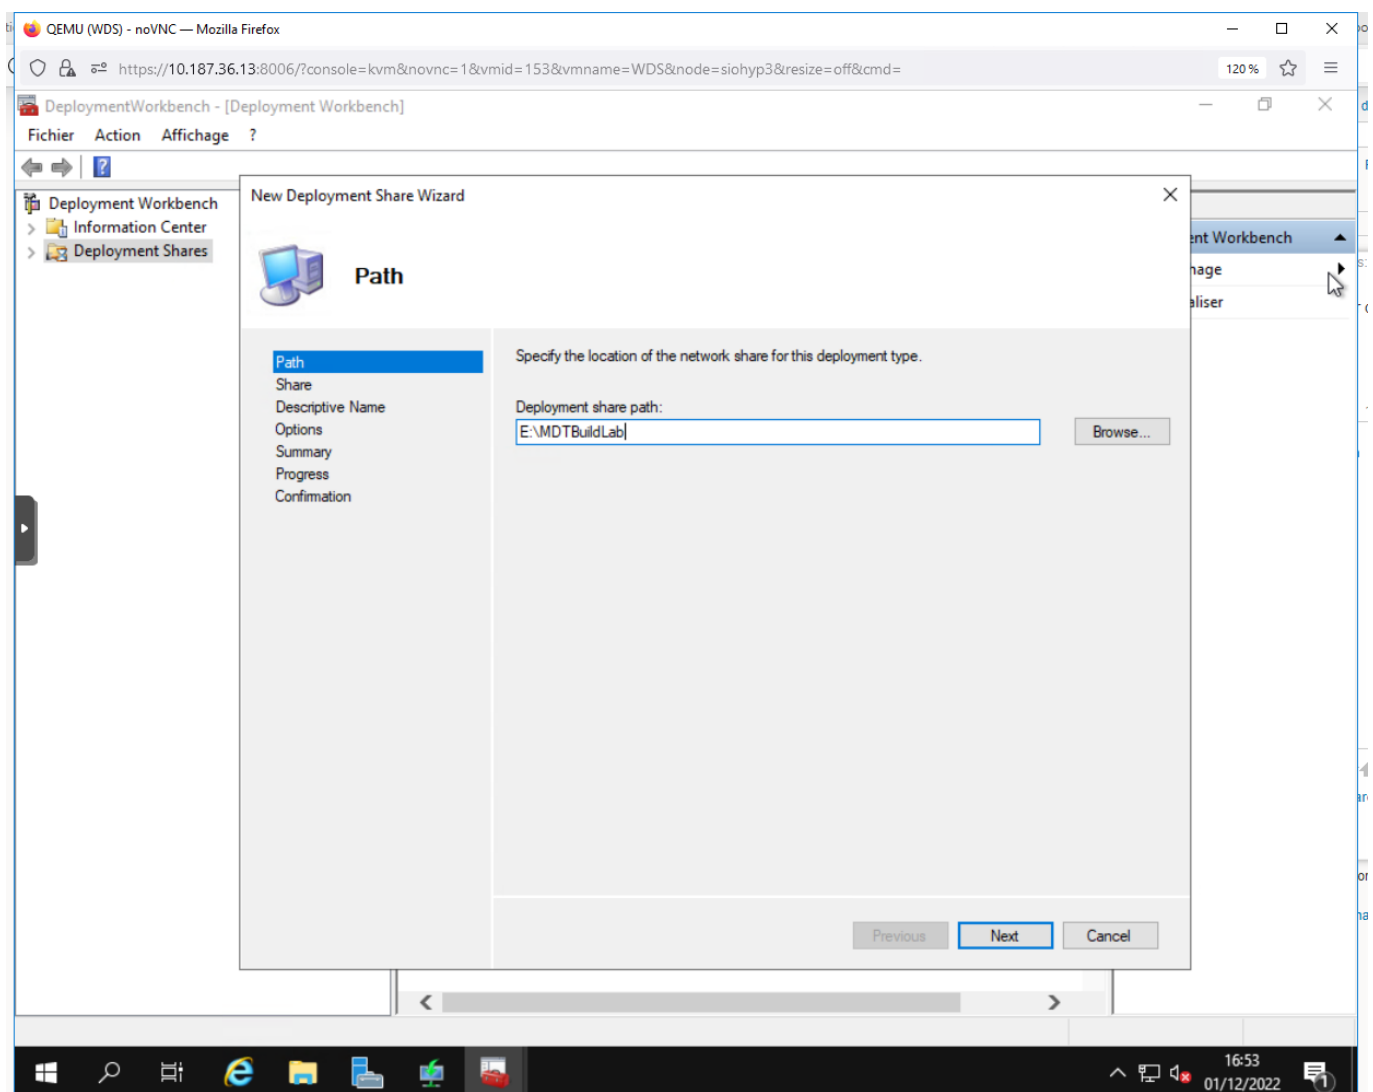 QEMU (WDS) - noVNC — Mozilla Firefox
https://10.187.36.13:8006/?console=kvm&novnc=1&vmid=153&vmname=WDS&node=siohyp3&resize=off&cmd=
120 %
DeploymentWorkbench - [Deployment Workbench]
Fichier Action Affichage ?
Deployment Workbench
Information Center
Deployment Shares
New Deployment Share Wizard
Path
Path
Share
Descriptive Name
Options
Summary
Progress
Confirmation
Specify the location of the network share for this deployment type.
Deployment share path:
E:\MDTBuildLab
Browse...
Previous Next Cancel
ent Workbench
hage
aliser
16:53
01/12/2022
1